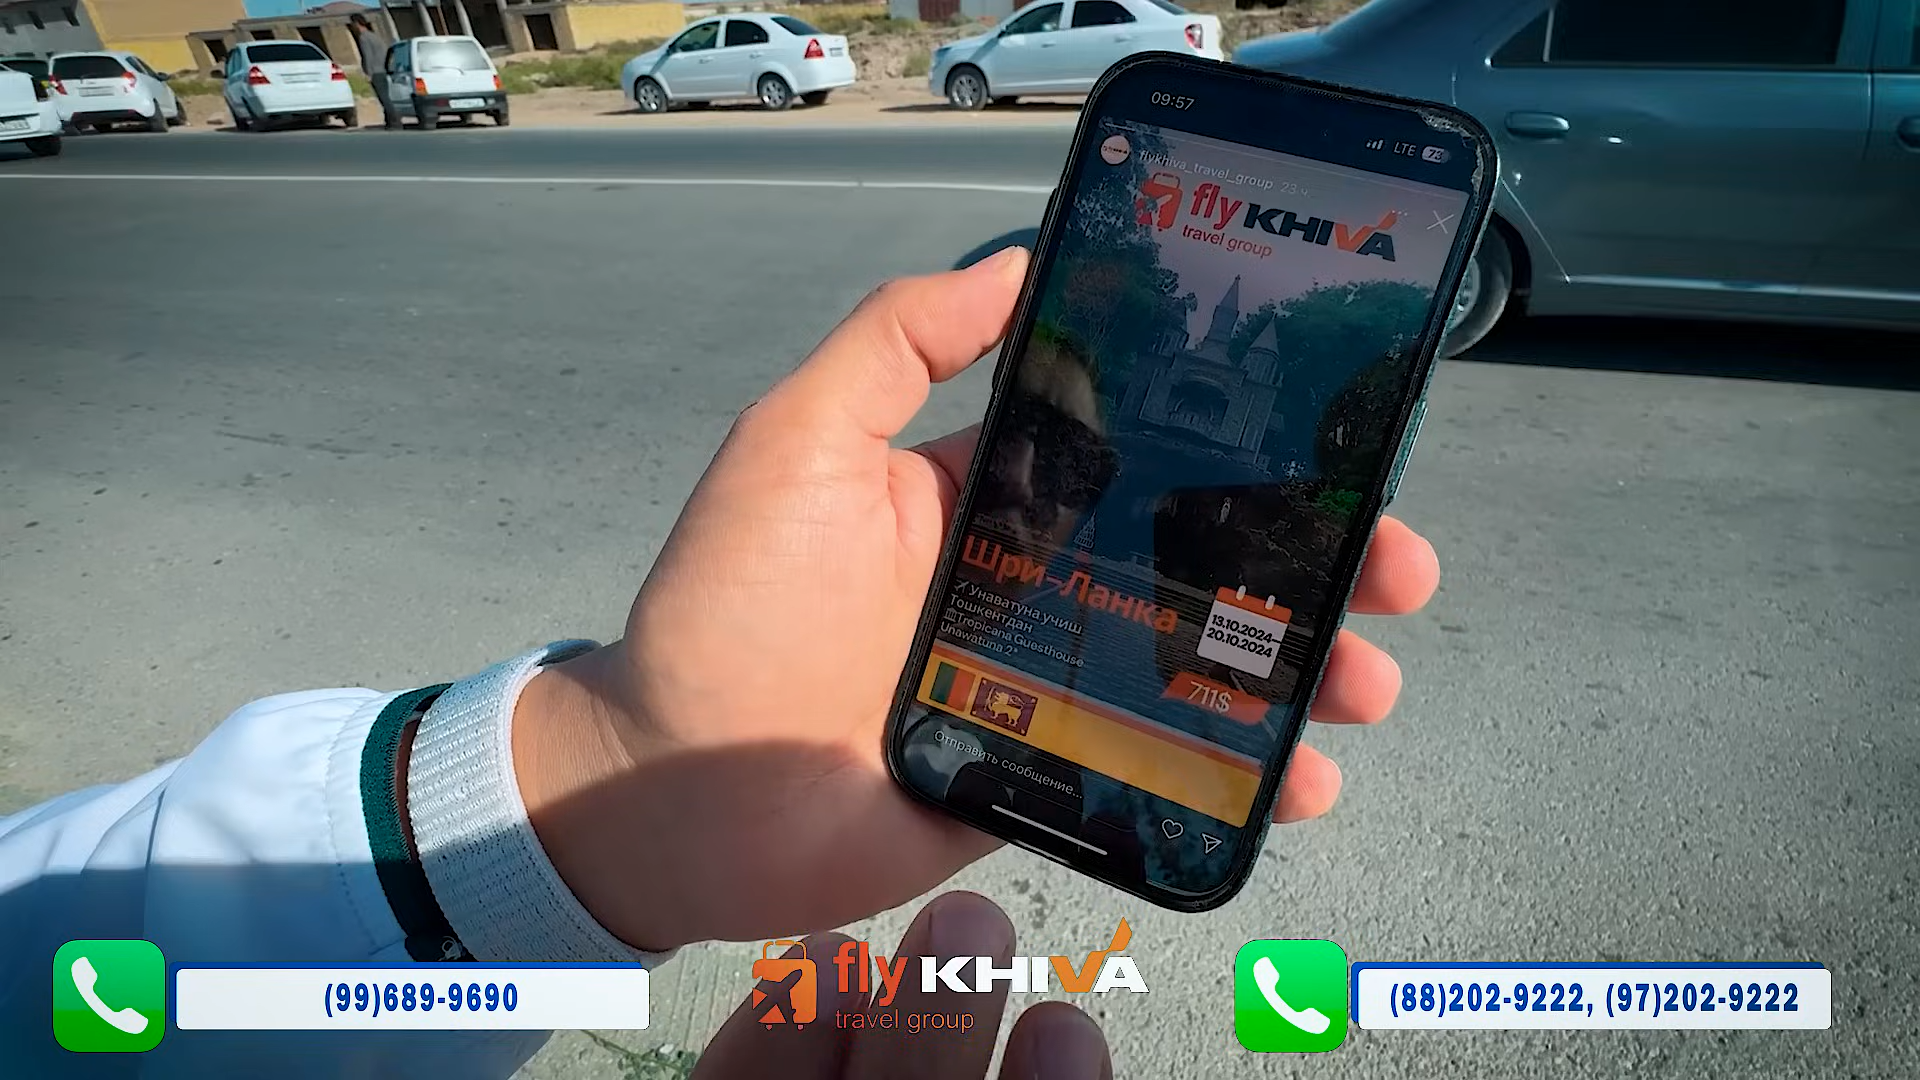 09:57
LTE 73
flykhiva_travel_group 23 ч
fly KHIVA
travel group
Шри-Ланка
Унаватуна учиш
Тошкентдан
Tropicana Guesthouse
Unawatuna 2*
13.10.2024-
20.10.2024
711$
Отправить сообщение...
(99)689-9690
fly KHIVA
travel group
(88)202-9222, (97)202-9222